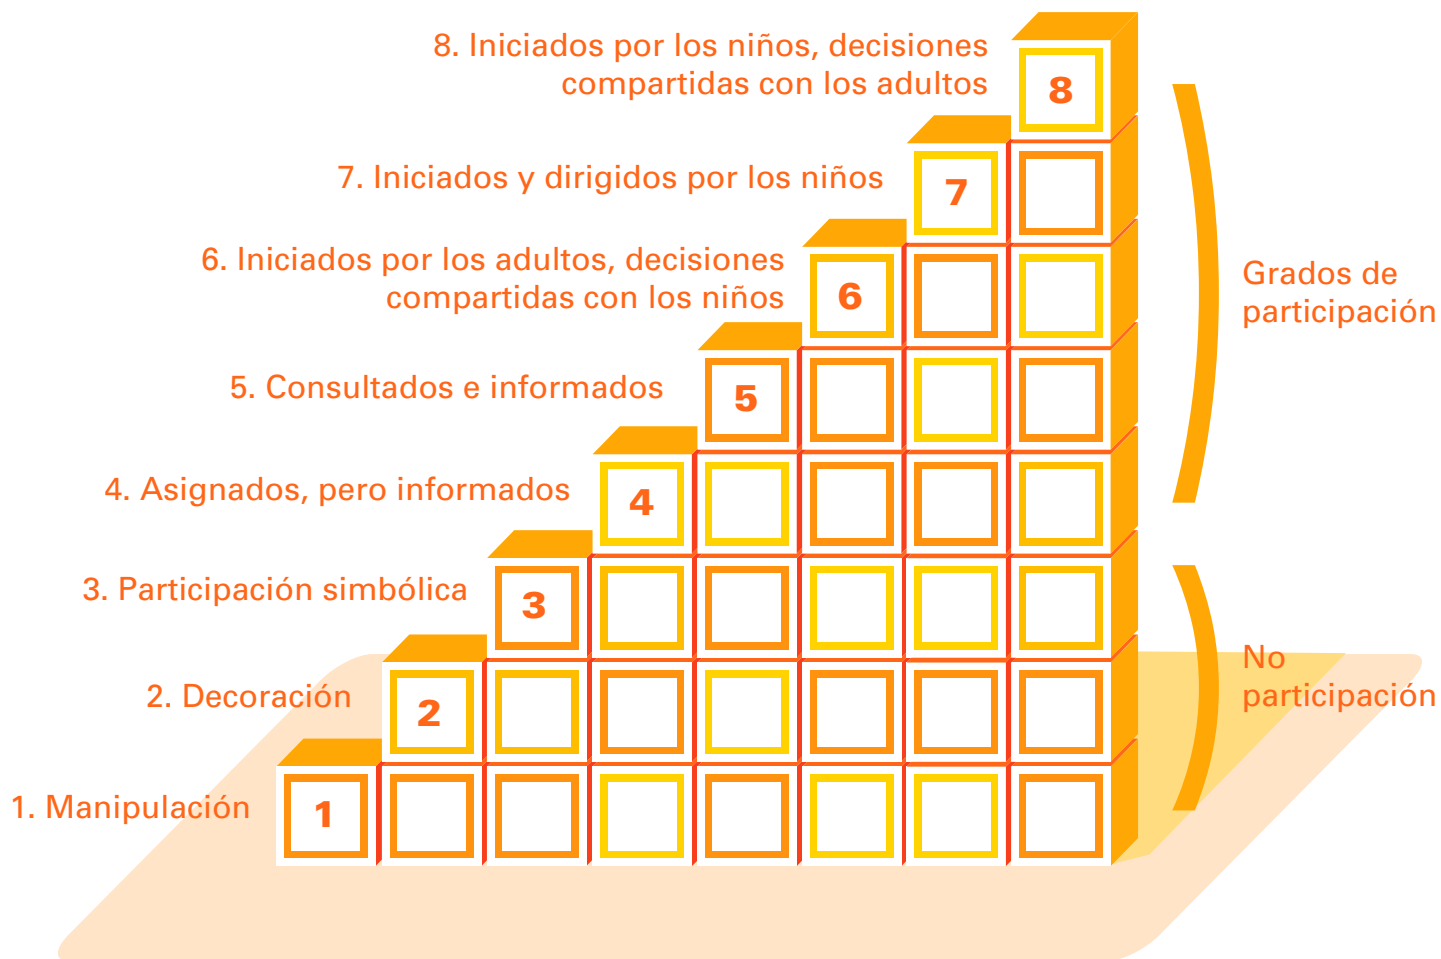 8. Iniciados por los niños, decisiones
compartidas con los adultos
8
7. Iniciados y dirigidos por los niños
7
6. Iniciados por los adultos, decisiones
compartidas con los niños
6
Grados de
participación
5. Consultados e informados
5
4. Asignados, pero informados
4
3. Participación simbólica
3
No
participación
2. Decoración
2
1. Manipulación
1